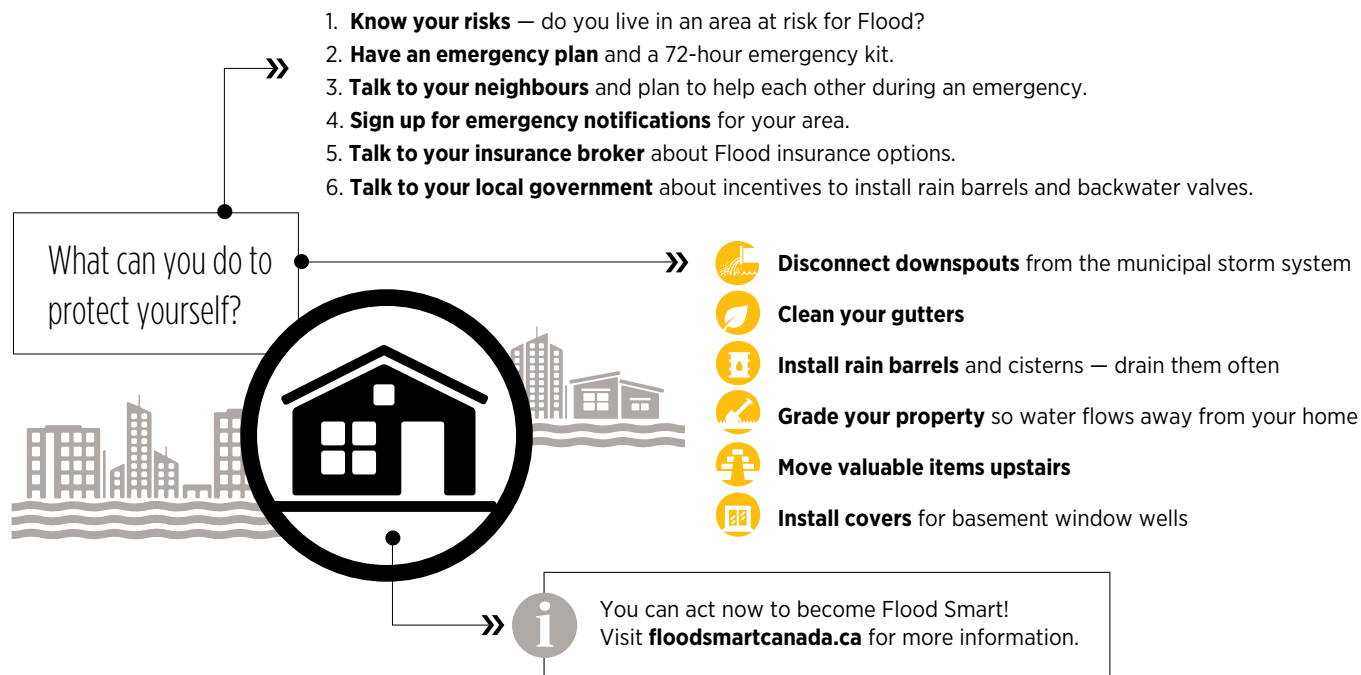 1. Know your risks — do you live in an area at risk for Flood?
2. Have an emergency plan and a 72-hour emergency kit.
3. Talk to your neighbours and plan to help each other during an emergency.
4. Sign up for emergency notifications for your area.
5. Talk to your insurance broker about Flood insurance options.
6. Talk to your local government about incentives to install rain barrels and backwater valves.
What can you do to
protect yourself?
Disconnect downspouts from the municipal storm system
Clean your gutters
Install rain barrels and cisterns — drain them often
Grade your property so water flows away from your home
Move valuable items upstairs
Install covers for basement window wells
i
You can act now to become Flood Smart!
Visit floodsmartcanada.ca for more information.